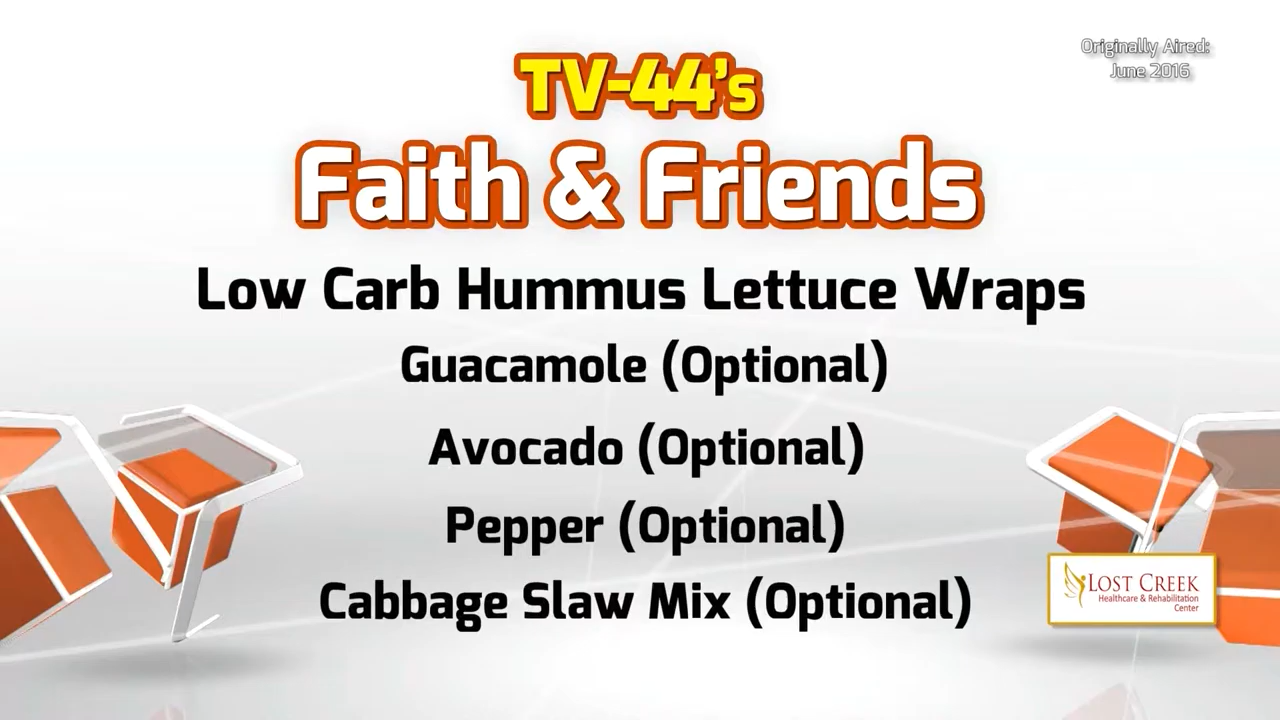 Originally Aired:
June 2016
TV-44's
Faith & Friends
Low Carb Hummus Lettuce Wraps
Guacamole (Optional)
Avocado (Optional)
Pepper (Optional)
Cabbage Slaw Mix (Optional)
LOST CREEK
Healthcare & Rehabilitation
Center